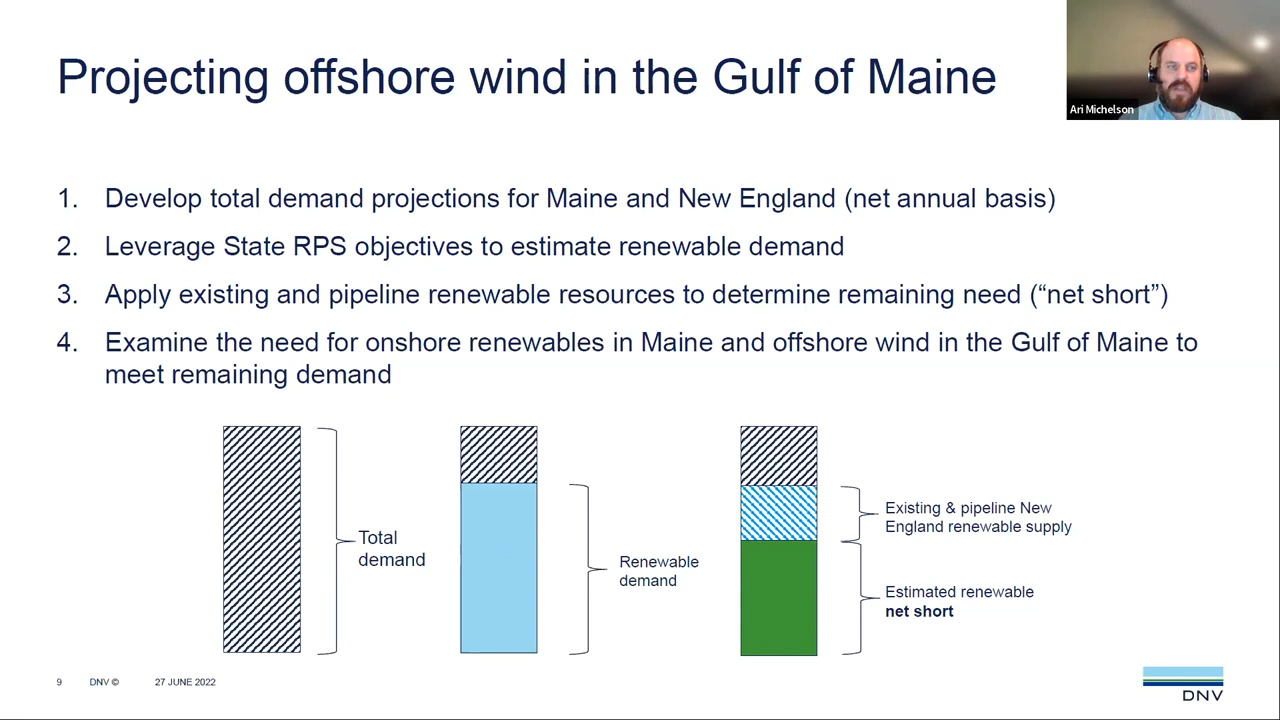 Projecting offshore wind in the Gulf of Maine
Ari Michelson
1. Develop total demand projections for Maine and New England (net annual basis)
2. Leverage State RPS objectives to estimate renewable demand
3. Apply existing and pipeline renewable resources to determine remaining need (“net short”)
4. Examine the need for onshore renewables in Maine and offshore wind in the Gulf of Maine to
meet remaining demand
Total
demand
Renewable
demand
Existing & pipeline New
England renewable supply
Estimated renewable
net short
9 DNV © 27 JUNE 2022
DNV